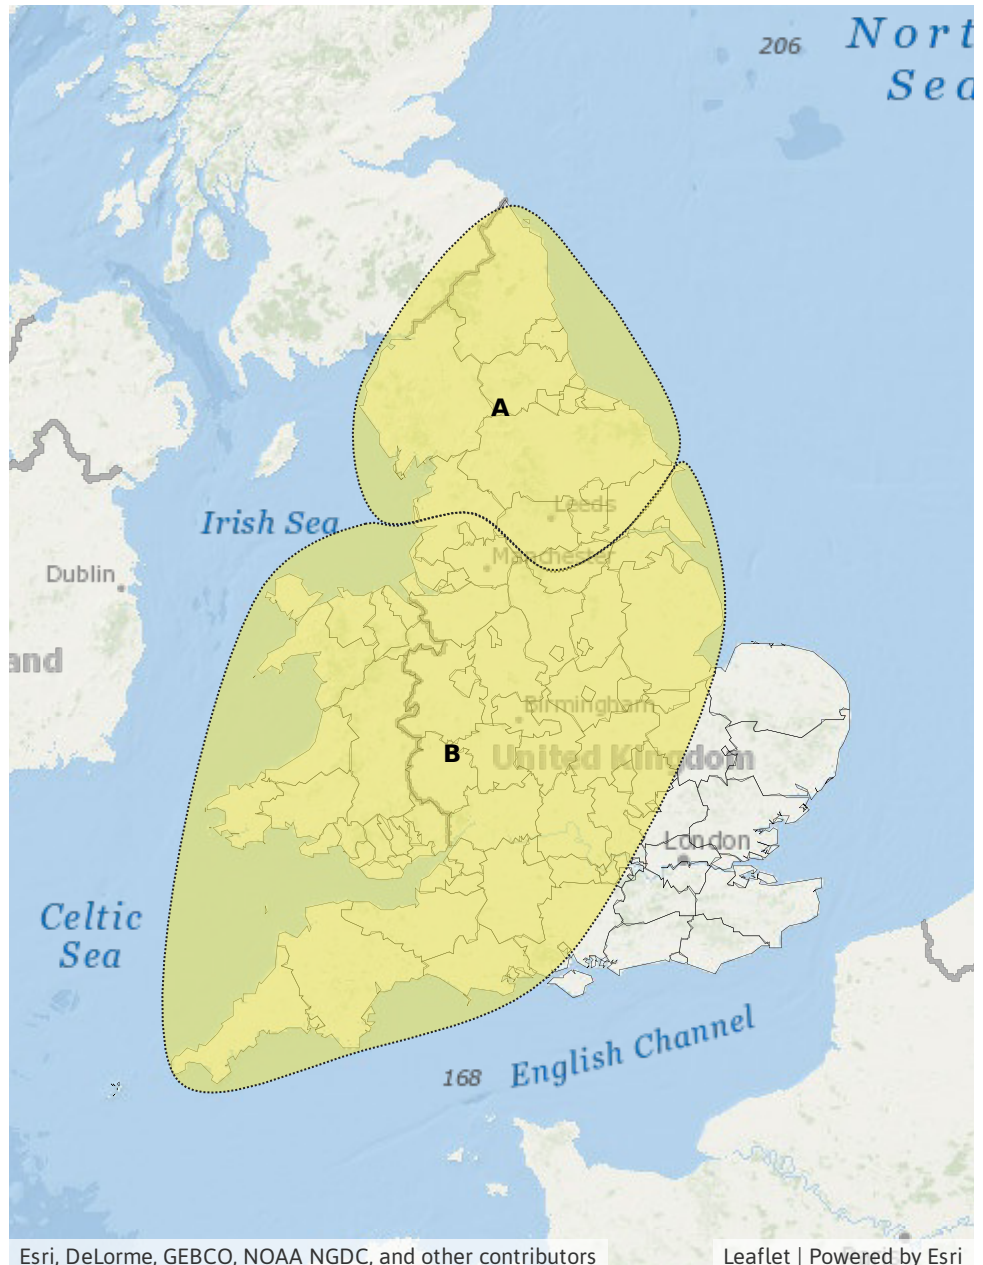 206
Nort
Sea
A
Leeds
Irish Sea
Manchester
Dublin
and
Birmingham
B
United Kingdom
London
Celtic
Sea
English Channel
168
Esri, DeLorme, GEBCO, NOAA NGDC, and other contributors
Leaflet | Powered by Esri